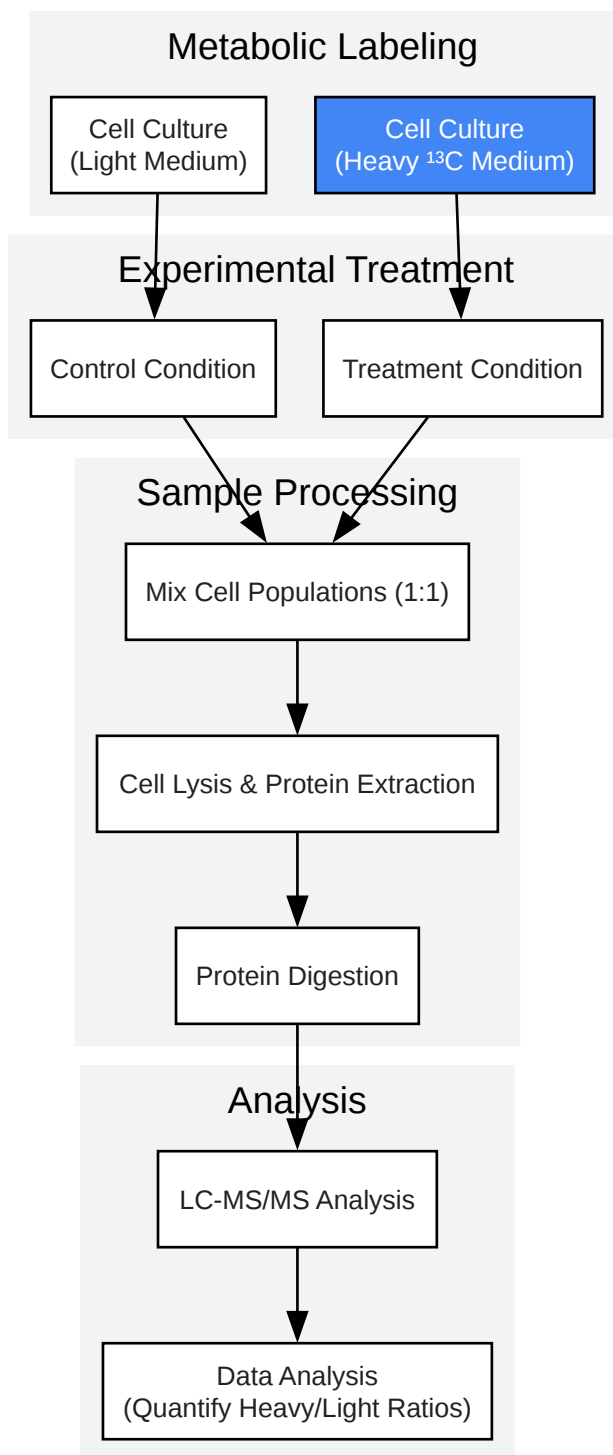 Metabolic Labeling
Cell Culture
(Light Medium)
Cell Culture
(Heavy ¹³C Medium)
Experimental Treatment
Control Condition
Treatment Condition
Sample Processing
Mix Cell Populations (1:1)
Cell Lysis & Protein Extraction
Protein Digestion
Analysis
LC-MS/MS Analysis
Data Analysis
(Quantify Heavy/Light Ratios)